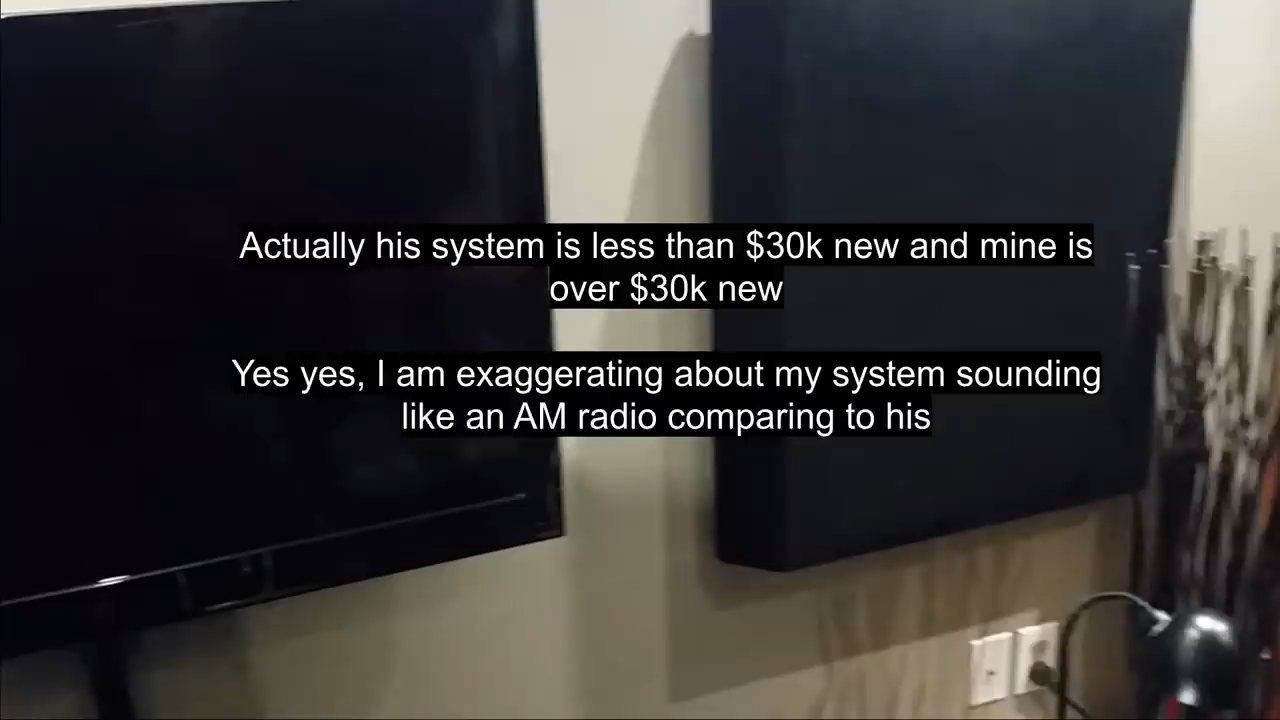 Actually his system is less than $30k new and mine is
over $30k new
Yes yes, I am exaggerating about my system sounding
like an AM radio comparing to his